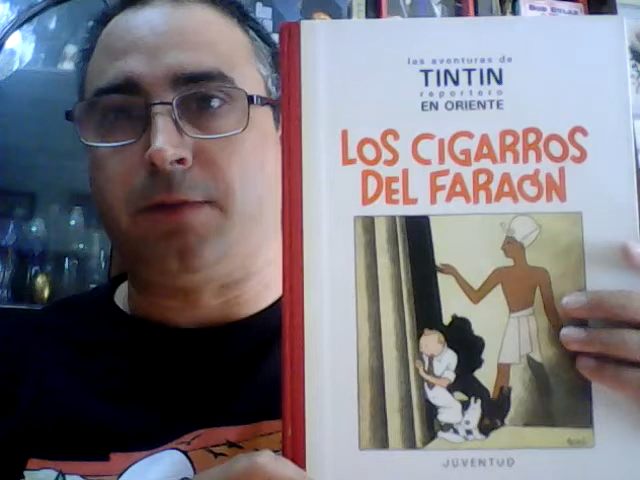 las aventuras de
TINTIN
reportero
EN ORIENTE
LOS CIGARROS
DEL FARAÓN
JUVENTUD